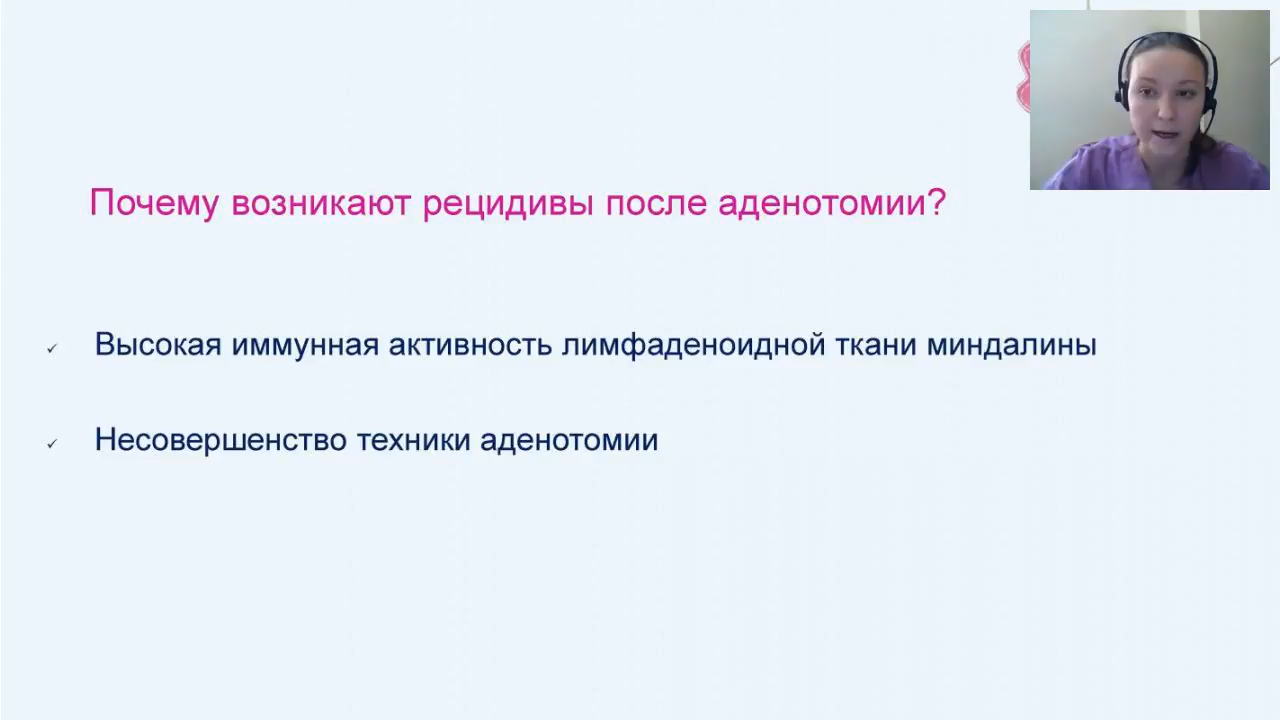 Почему возникают рецидивы после аденотомии?
Высокая иммунная активность лимфаденоидной ткани миндалины
Несовершенство техники аденотомии